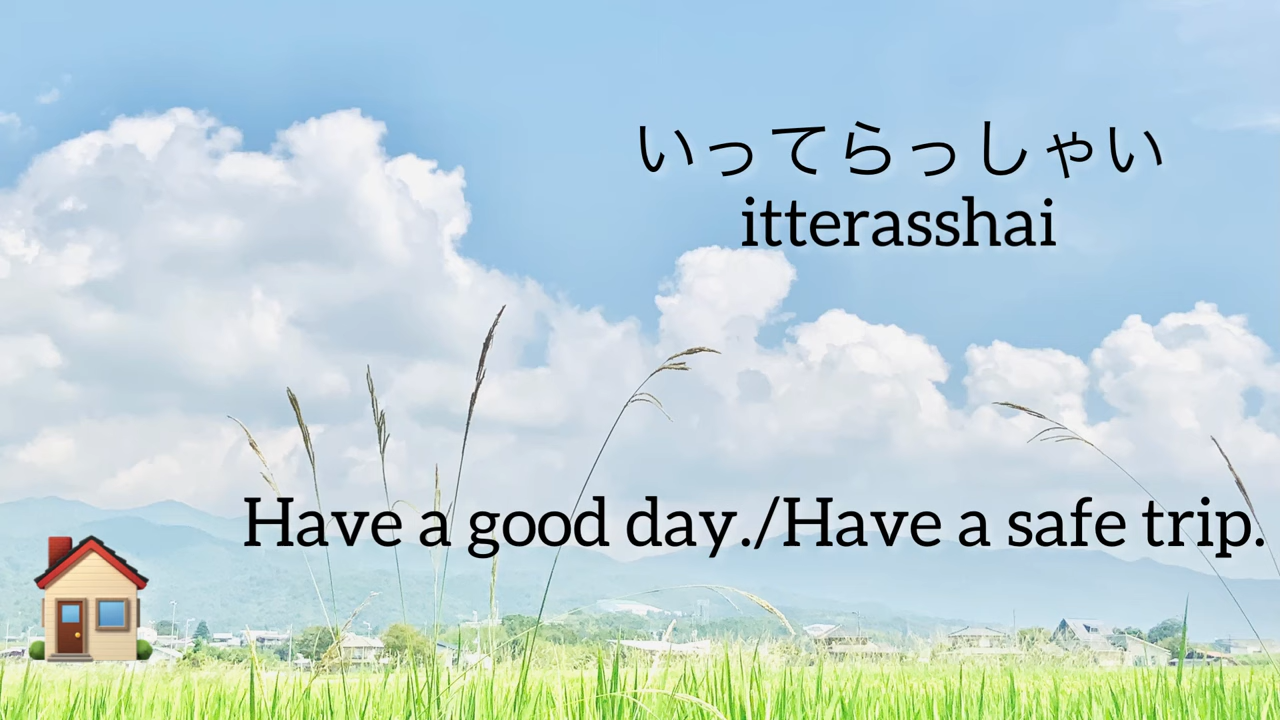 いってらっしゃい
itterasshai
Have a good day./Have a safe trip.